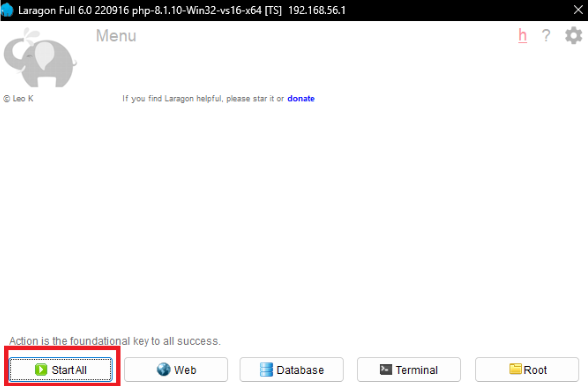 Laragon Full 6.0 220916 php-8.1.10-Win32-vs16-x64 [TS] 192.168.56.1
Menu
h ?
© Leo K
If you find Laragon helpful, please star it or donate
Action is the foundational key to all success.
Start All
Web
Database
Terminal
Root